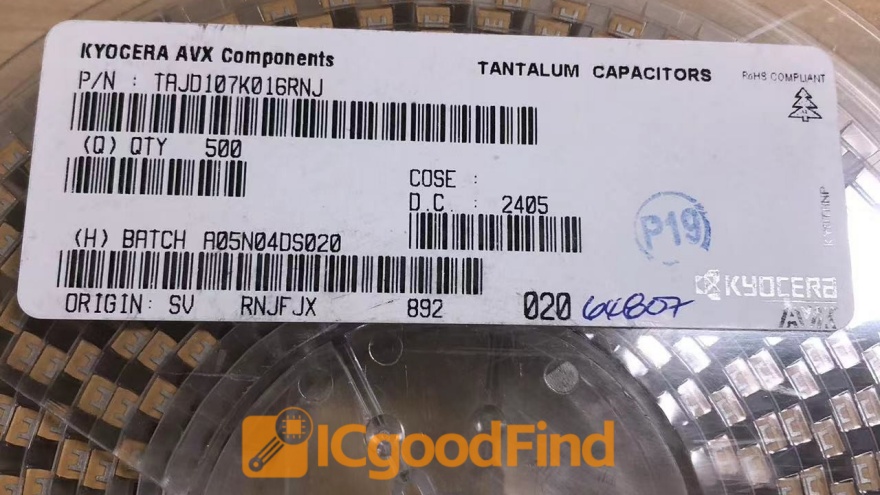 KYOCERA AVX Components
TANTALUM CAPACITORS
RoHS COMPLIANT
P/N : TAJD107K016RNJ
(Q) QTY 500
COSE :
D.C. : 2405
P19
(H) BATCH A05N04DS020
KYOCERA
AVX
ORIGIN: SV RNJFJX 892 020
ICgoodFind